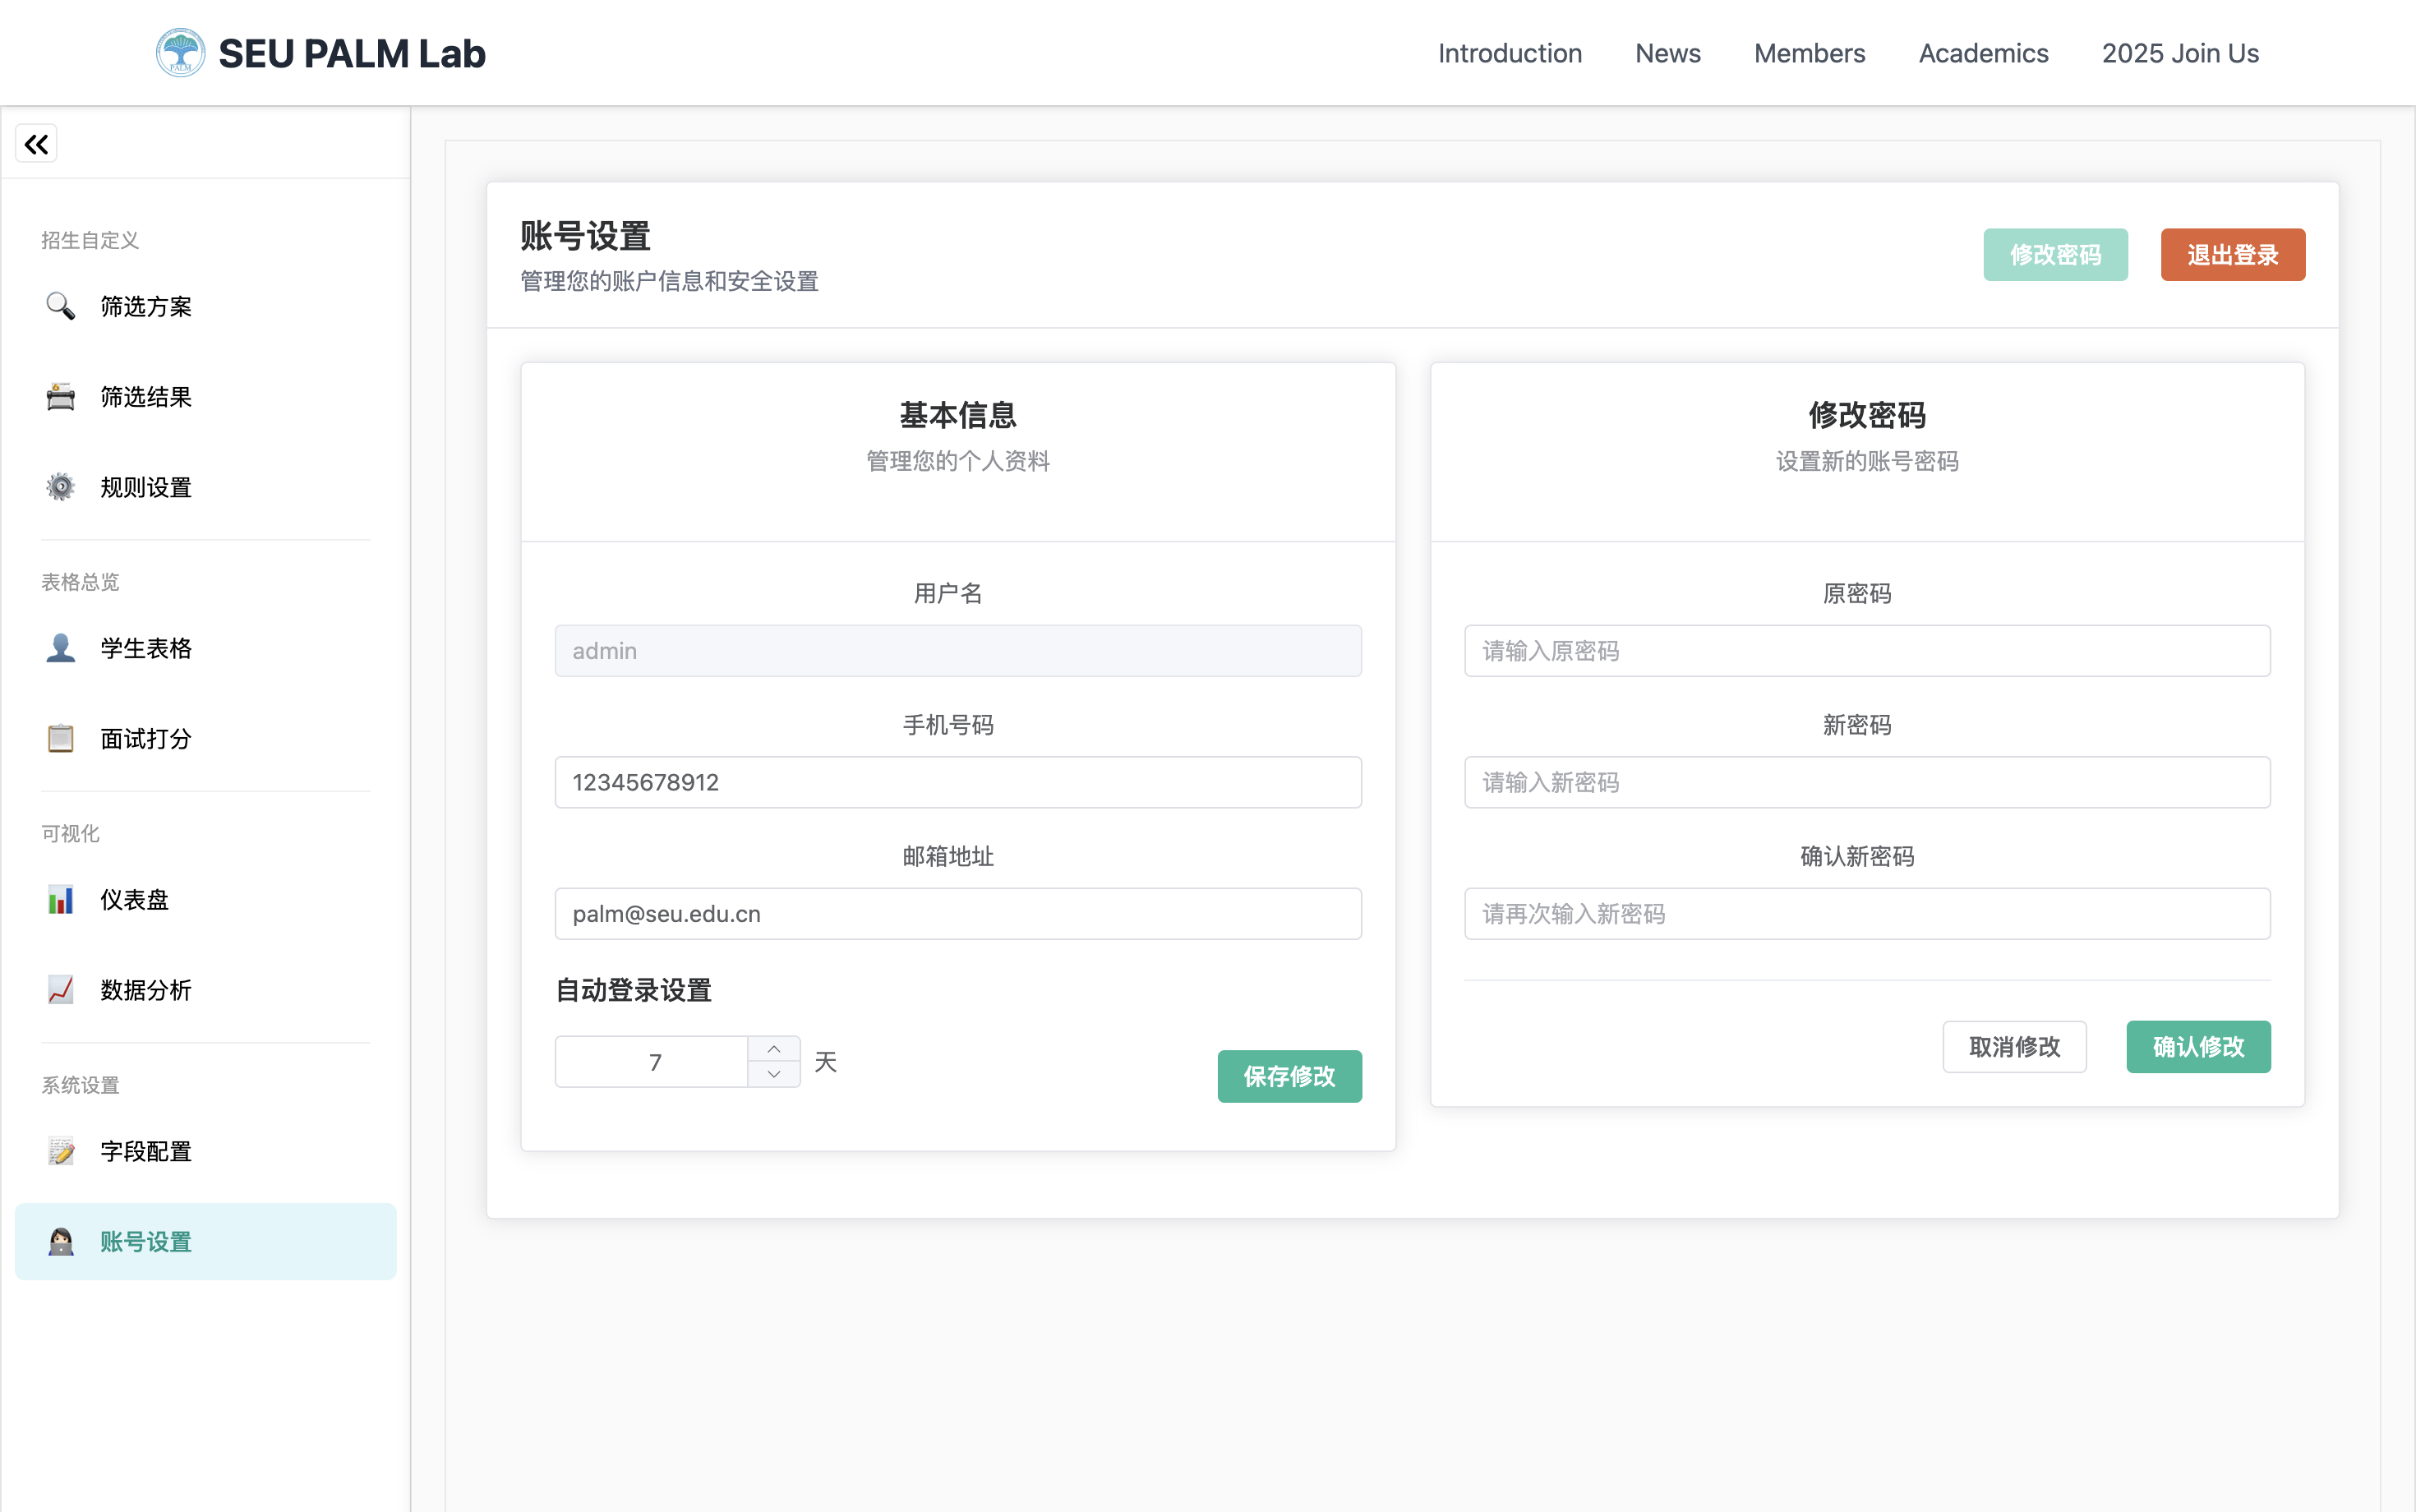 SEU PALM Lab
Introduction
News
Members
Academics
2025 Join Us
招生自定义
筛选方案
筛选结果
规则设置
表格总览
学生表格
面试打分
可视化
仪表盘
数据分析
系统设置
字段配置
账号设置
账号设置
管理您的账户信息和安全设置
修改密码
退出登录
基本信息
管理您的个人资料
用户名
admin
手机号码
12345678912
邮箱地址
palm@seu.edu.cn
自动登录设置
7
天
保存修改
修改密码
设置新的账号密码
原密码
请输入原密码
新密码
请输入新密码
确认新密码
请再次输入新密码
取消修改
确认修改